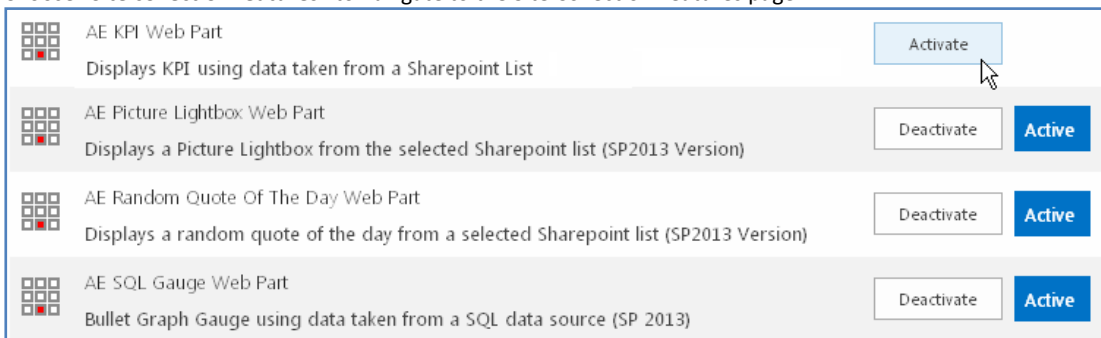 AE KPI Web Part
Activate
Displays KPI using data taken from a Sharepoint List
AE Picture Lightbox Web Part
Deactivate Active
Displays a Picture Lightbox from the selected Sharepoint list (SP2013 Version)
AE Random Quote Of The Day Web Part
Deactivate Active
Displays a random quote of the day from a selected Sharepoint list (SP2013 Version)
AE SQL Gauge Web Part
Deactivate Active
Bullet Graph Gauge using data taken from a SQL data source (SP 2013)